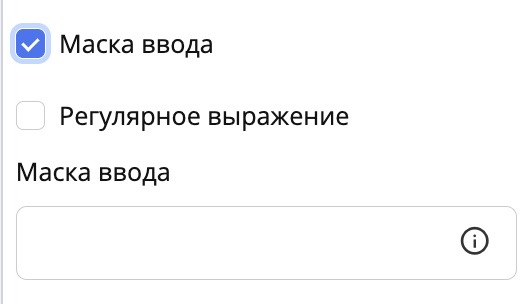 Маска ввода
Регулярное выражение
Маска ввода